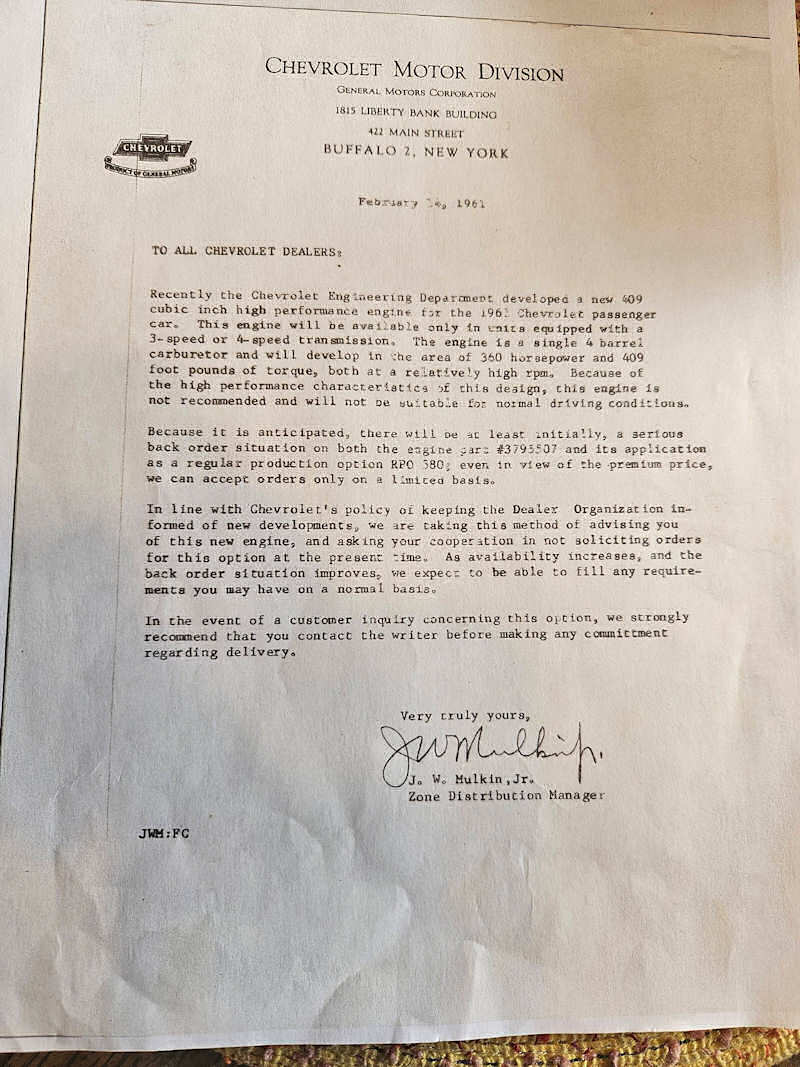 CHEVROLET MOTOR DIVISION
GENERAL MOTORS CORPORATION
1815 LIBERTY BANK BUILDING
422 MAIN STREET
BUFFALO 2, NEW YORK
CHEVROLET
PRODUCT OF GENERAL MOTORS
February 1961
TO ALL CHEVROLET DEALERS:
Recently the Chevrolet Engineering Department developed a new 409
cubic inch high performance engine for the 1961 Chevrolet passenger
car. This engine will be available only in units equipped with a
3-speed or 4-speed transmission. The engine is a single 4 barrel
carburetor and will develop in the area of 360 horsepower and 409
foot pounds of torque, both at a relatively high rpm. Because of
the high performance characteristics of this design, this engine is
not recommended and will not be suitable for normal driving conditions.
Because it is anticipated, there will be at least initially, a serious
back order situation on both the engine part #3795507 and its application
as a regular production option RPO 580; even in view of the premium price,
we can accept orders only on a limited basis.
In line with Chevrolet's policy of keeping the Dealer Organization in-
formed of new developments, we are taking this method of advising you
of this new engine, and asking your cooperation in not soliciting orders
for this option at the present time. As availability increases, and the
back order situation improves, we expect to be able to fill any require-
ments you may have on a normal basis.
In the event of a customer inquiry concerning this option, we strongly
recommend that you contact the writer before making any committment
regarding delivery.
Very truly yours,
JWMulkin Jr.
J. W. Mulkin,Jr.
Zone Distribution Manager
JWM:FC